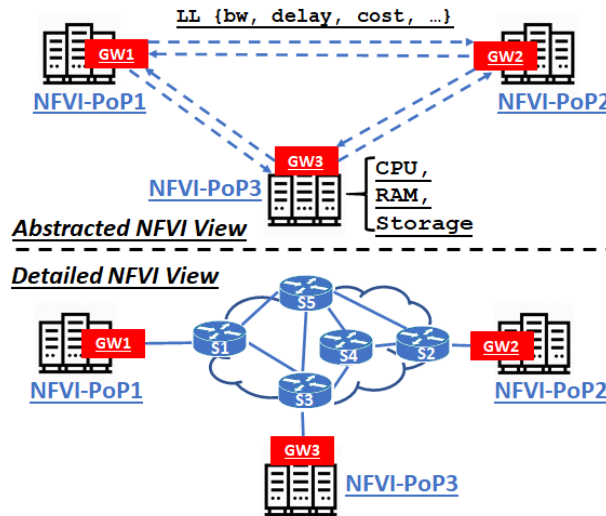 LL {bw, delay, cost, …}
GW1
GW2
NFVI-PoP1
NFVI-PoP2
GW3
NFVI-PoP3
CPU,
RAM,
Storage
Abstracted NFVI View
Detailed NFVI View
S5
GW1
S1
S4
S2
GW2
NFVI-PoP1
NFVI-PoP2
S3
GW3
NFVI-PoP3